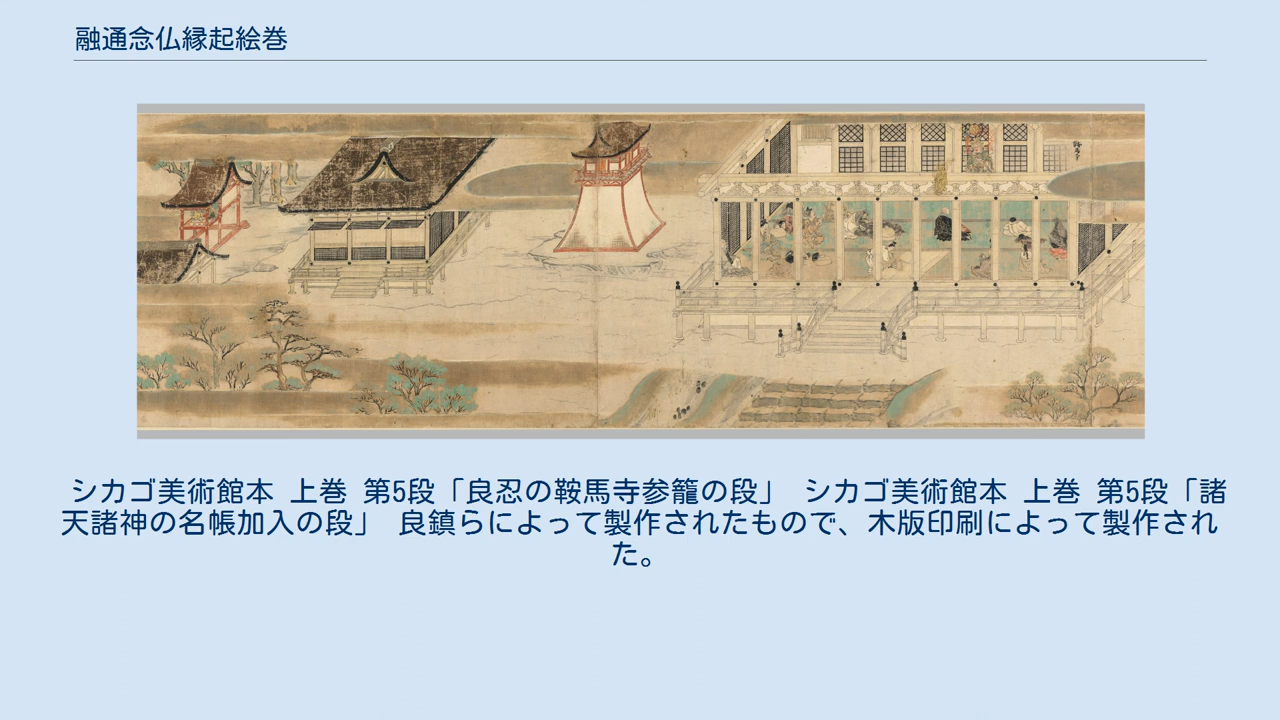 融通念仏縁起絵巻
シカゴ美術館本 上巻 第5段「良忍の鞍馬寺参籠の段」 シカゴ美術館本 上巻 第5段「諸
天諸神の名帳加入の段」 良鎮らによって製作されたもので、木版印刷によって製作され
た。